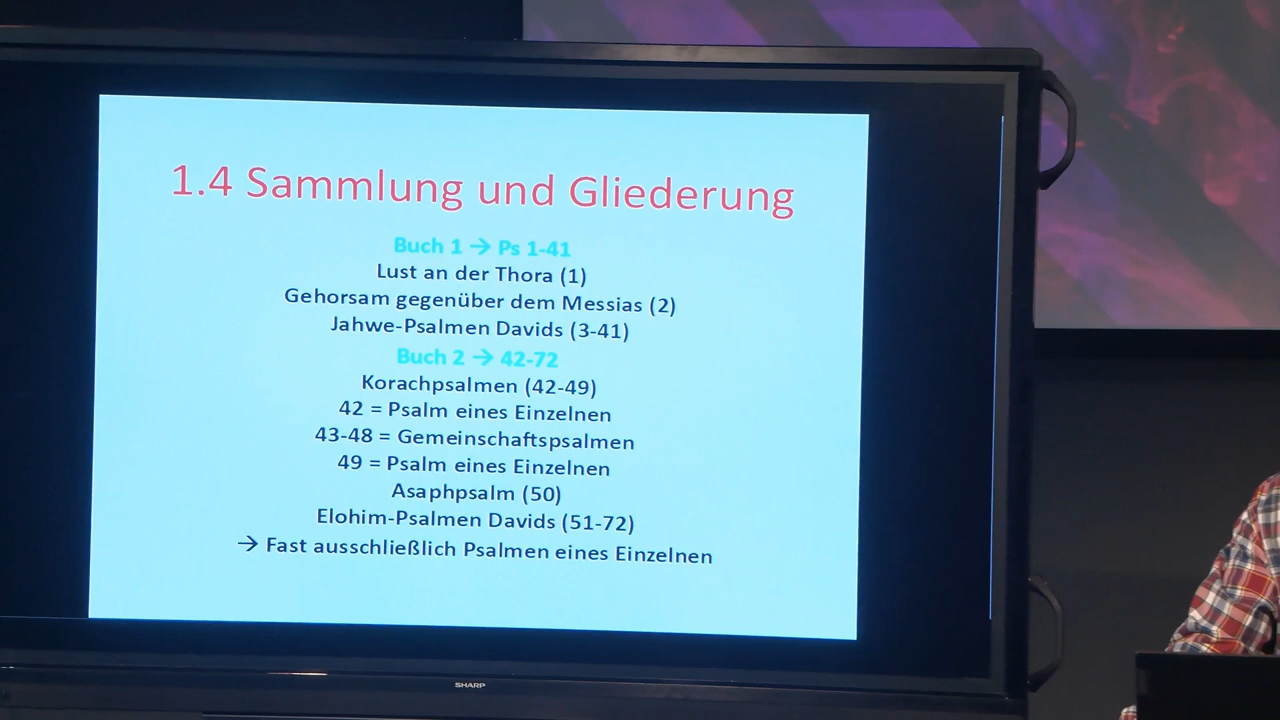 1.4 Sammlung und Gliederung
Buch 1 → Ps 1-41
Lust an der Thora (1)
Gehorsam gegenüber dem Messias (2)
Jahwe-Psalmen Davids (3-41)
Buch 2 → 42-72
Korachpsalmen (42-49)
42 = Psalm eines Einzelnen
43-48 = Gemeinschaftspsalmen
49 = Psalm eines Einzelnen
Asaphpsalm (50)
Elohim-Psalmen Davids (51-72)
→ Fast ausschließlich Psalmen eines Einzelnen
SHARP